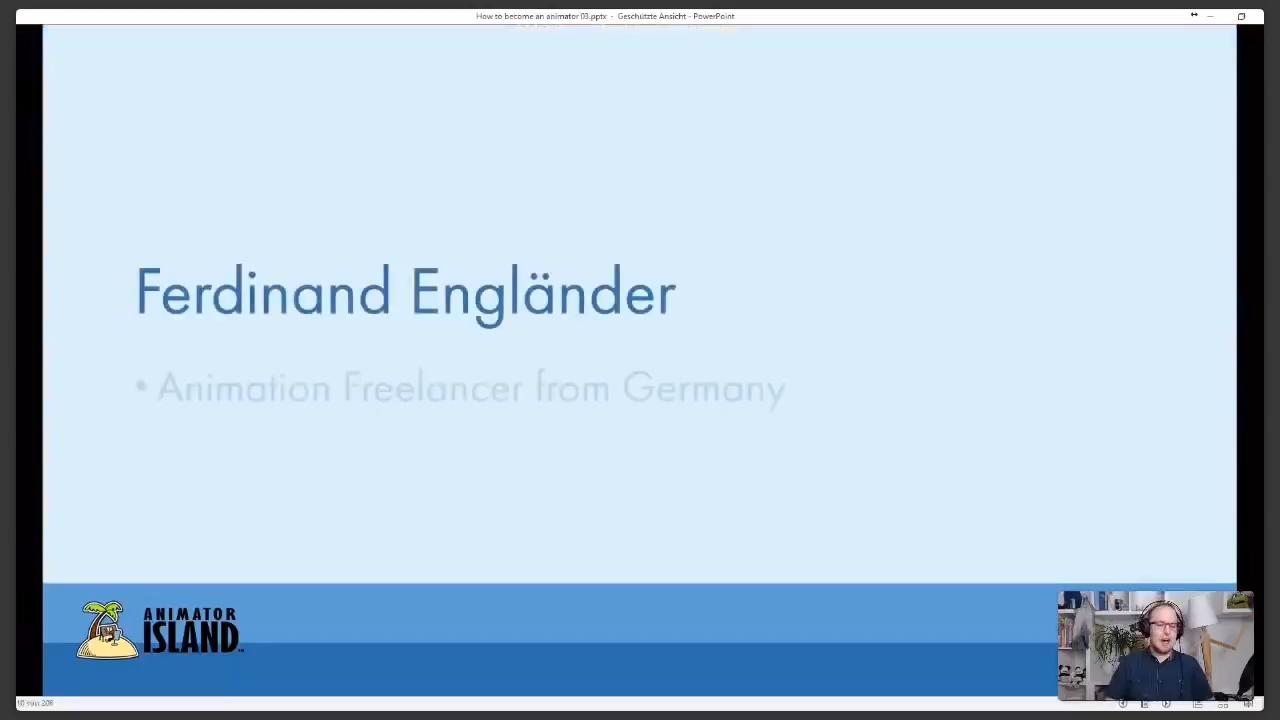 How to become an animator 03.pptx - Geschützte Ansicht - PowerPoint
Ferdinand Engländer
• Animation Freelancer from Germany
ANIMATOR
ISLAND